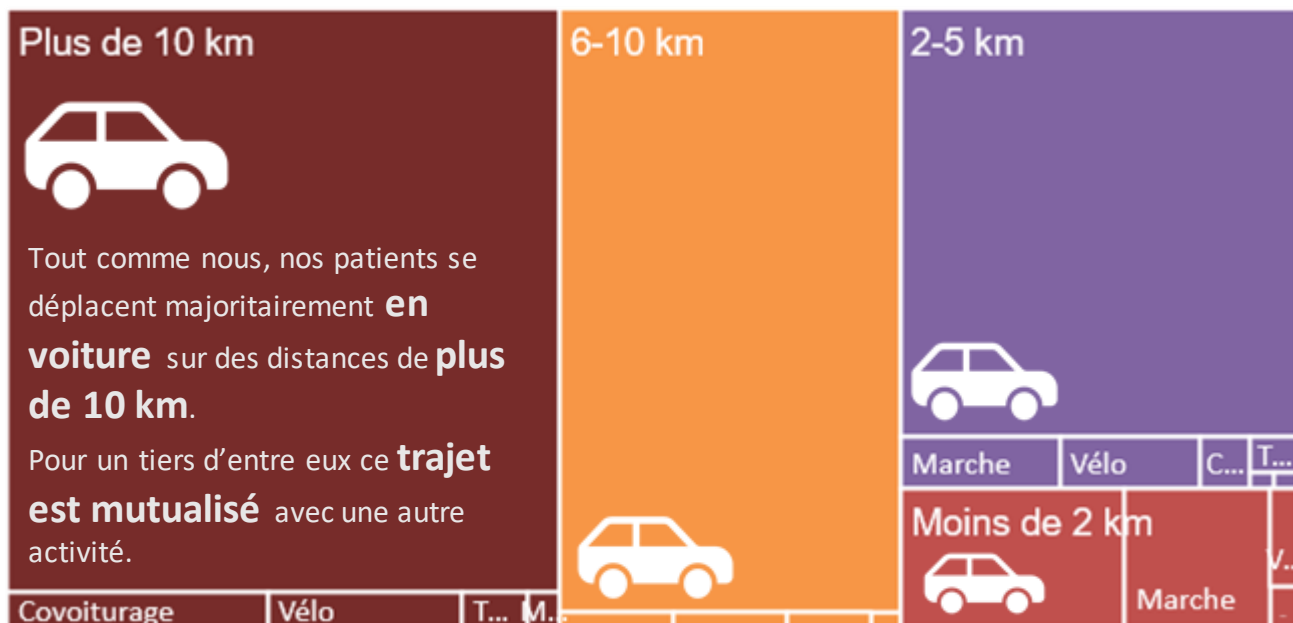 Plus de 10 km
Tout comme nous, nos patients se
déplacent majoritairement en
voiture sur des distances de plus
de 10 km.
Pour un tiers d’entre eux ce trajet
est mutualisé avec une autre
activité.
Covoiturage
Vélo
T...
M...
6-10 km
2-5 km
Marche
Vélo
C...
T...
Moins de 2 km
Marche
V...